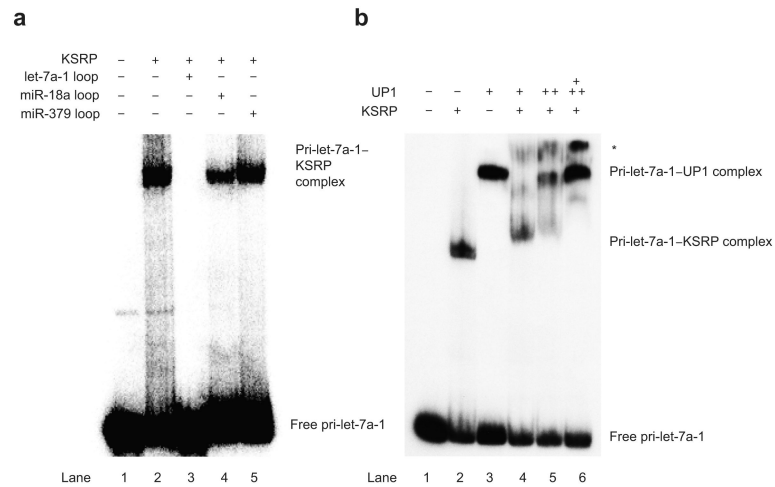 a
KSRP – + + + +
let-7a-1 loop – – + – –
miR-18a loop – – – + –
miR-379 loop – – – – +
Pri-let-7a-1–
KSRP
complex
Free pri-let-7a-1
Lane 1 2 3 4 5
b
+
UP1 – – + + ++ ++
KSRP – + – + + +
*
Pri-let-7a-1–UP1 complex
Pri-let-7a-1–KSRP complex
Free pri-let-7a-1
Lane 1 2 3 4 5 6